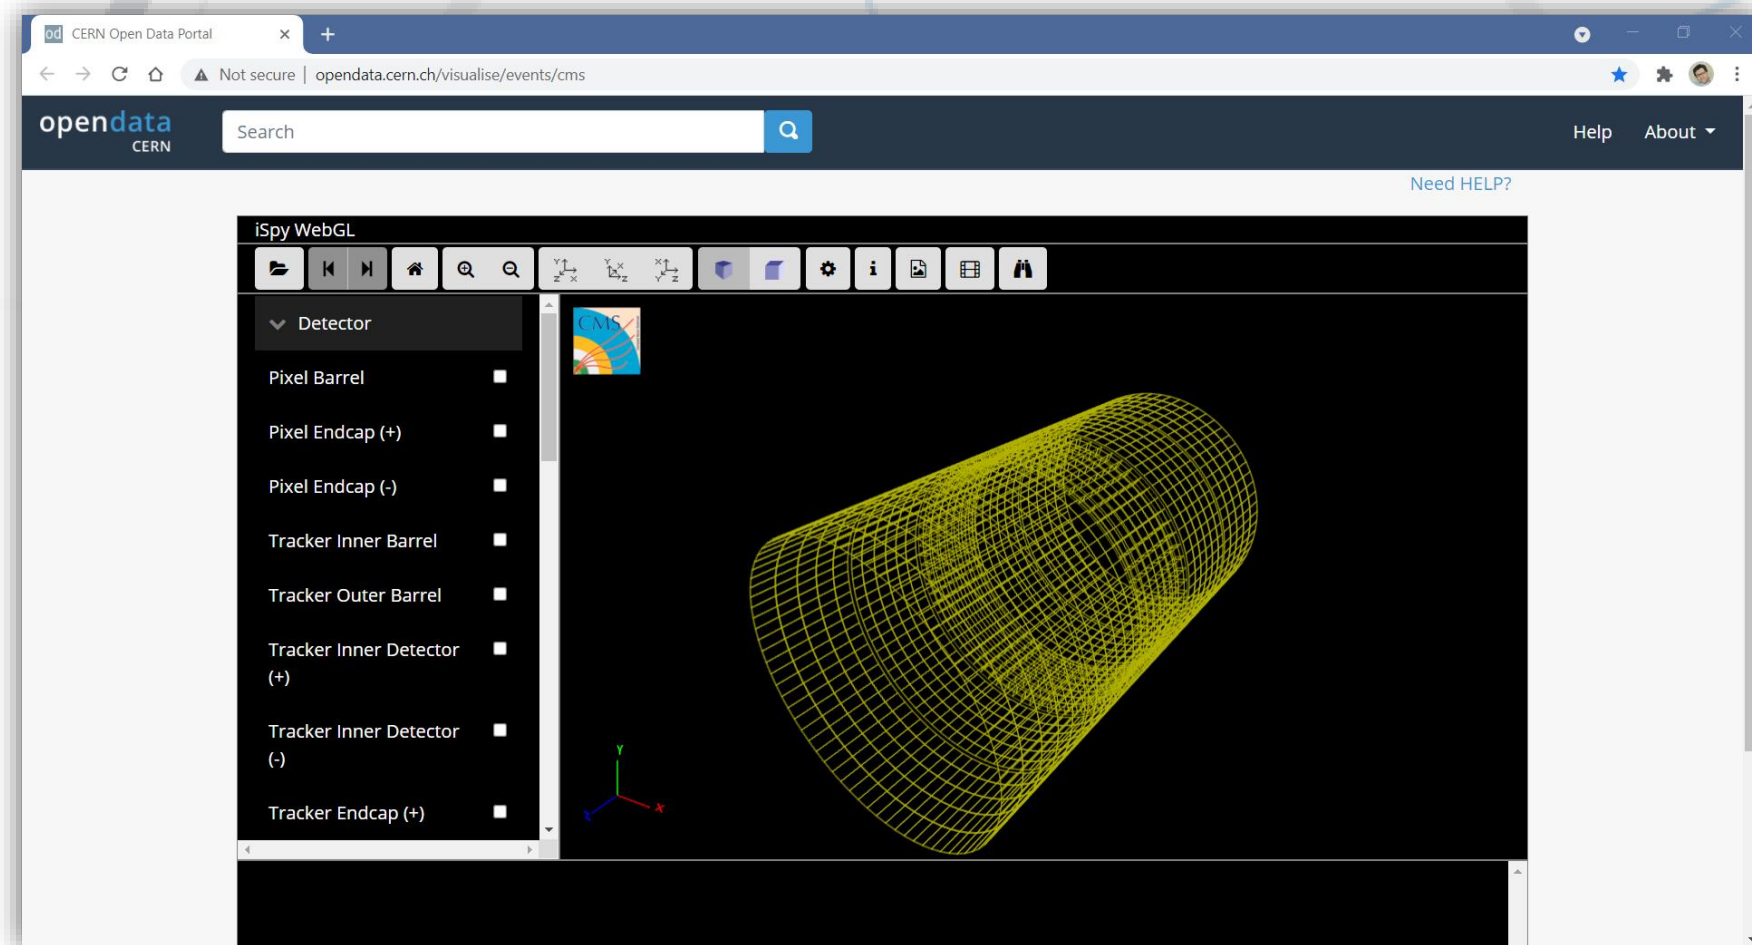 od CERN Open Data Portal
Not secure | opendata.cern.ch/visualise/events/cms
opendata
CERN
Search
Help
About
Need HELP?
iSpy WebGL
Y Z X
Y X Z
X Y Z
Detector
CMS
Pixel Barrel
Pixel Endcap (+)
Pixel Endcap (-)
Tracker Inner Barrel
Tracker Outer Barrel
Tracker Inner Detector
(+)
Tracker Inner Detector
(-)
Tracker Endcap (+)
Y
X
Z